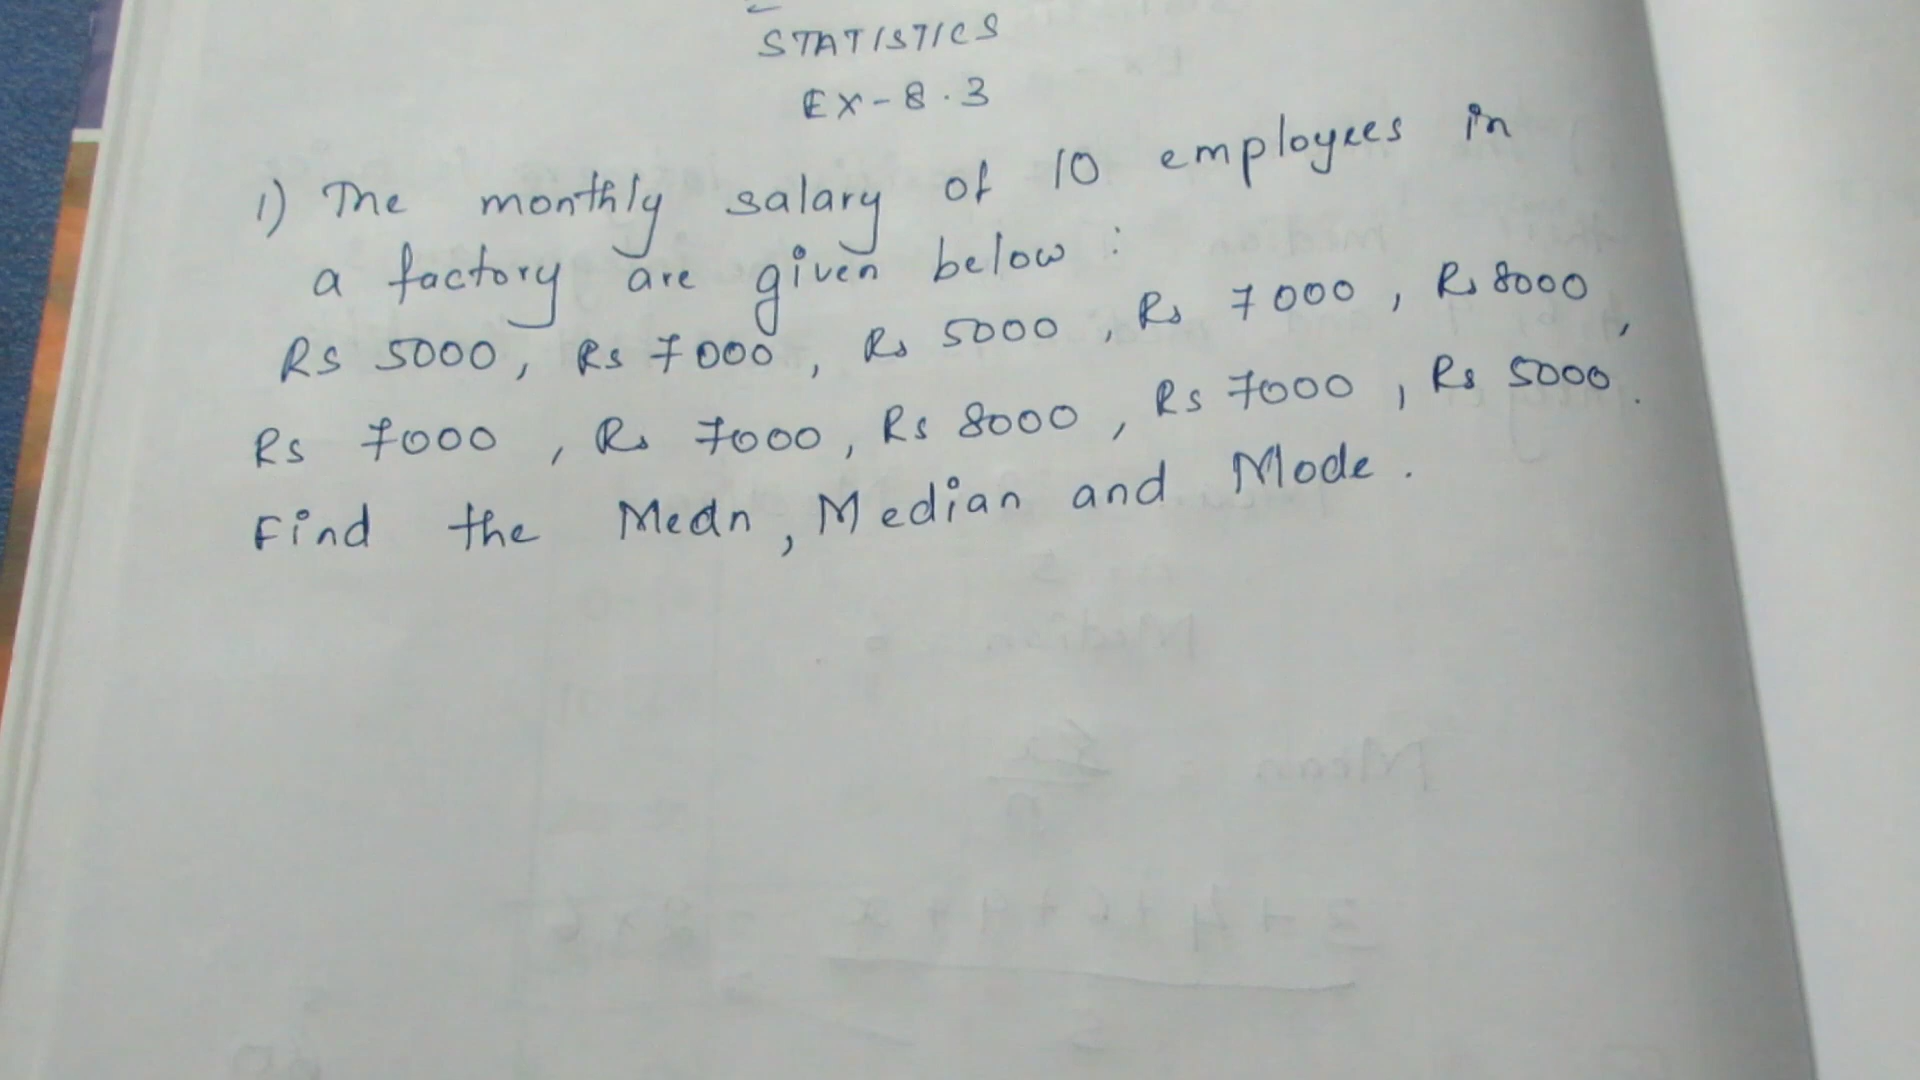 STATISTICS
EX-8.3
1) The monthly salary of 10 employees in
a factory are given below:
RS 5000, Rs 7000, Rs 5000, Rs 7000, Rs 8000,
Rs 7000, Rs 7000, Rs 8000, Rs 7000, Rs 5000.
Find the Mean, Median and Mode.